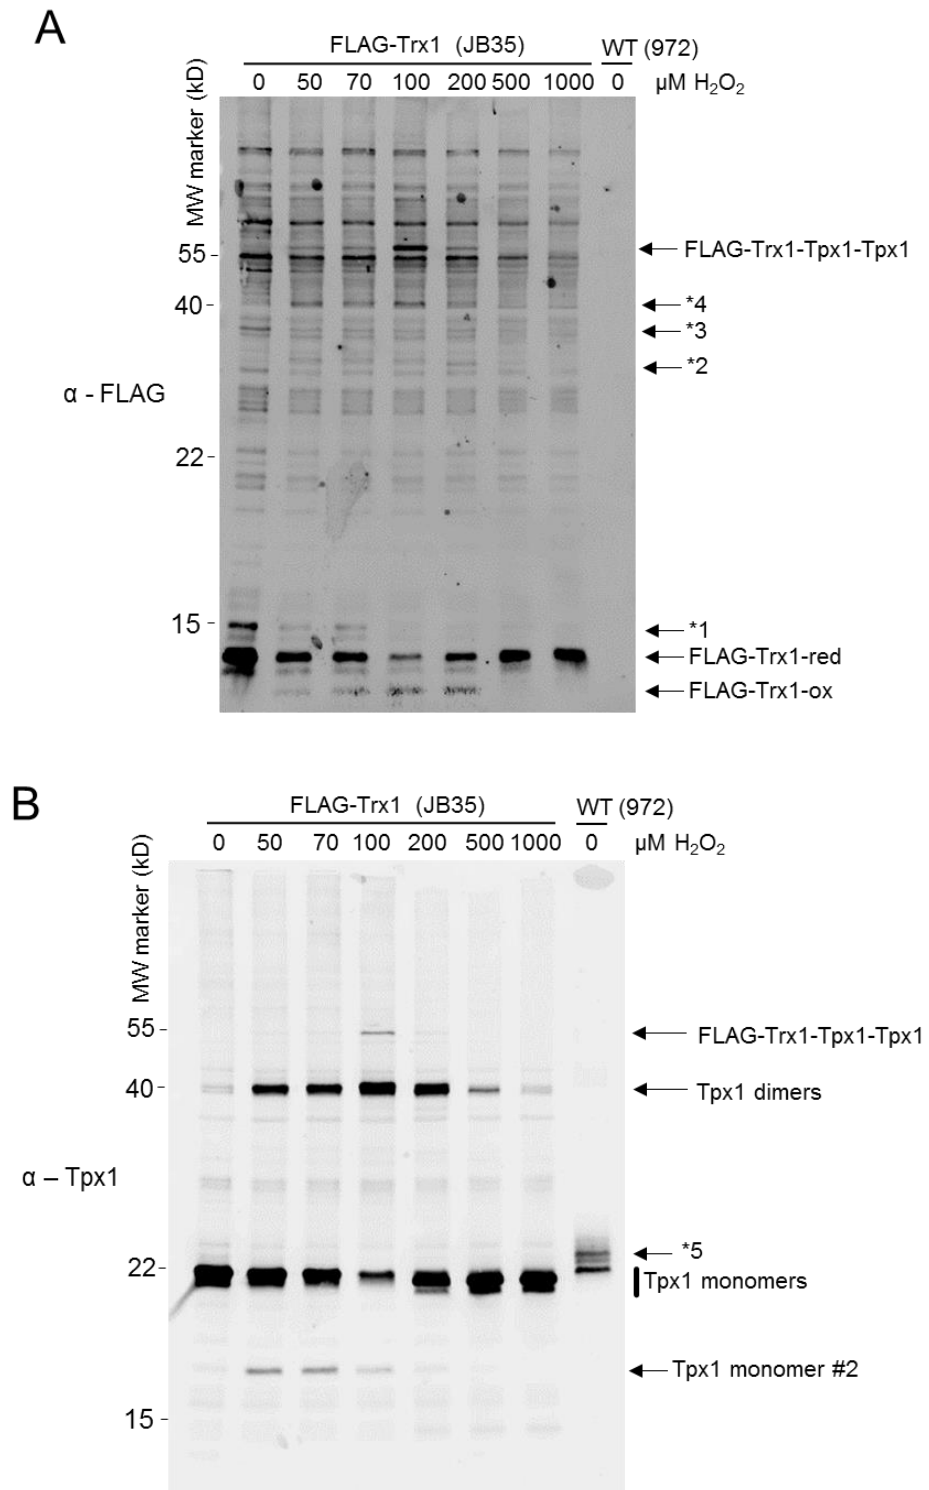 A
FLAG-Trx1 (JB35) WT (972)
0 50 70 100 200 500 1000 0 µM H₂O₂
MW marker (kD)
55 - FLAG-Trx1-Tpx1-Tpx1
40 - *4
*3
*2
α - FLAG
22 -
15 - *1
FLAG-Trx1-red
FLAG-Trx1-ox
B
FLAG-Trx1 (JB35) WT (972)
0 50 70 100 200 500 1000 0 µM H₂O₂
MW marker (kD)
55 - FLAG-Trx1-Tpx1-Tpx1
40 - Tpx1 dimers
α – Tpx1
*5
22 - Tpx1 monomers
Tpx1 monomer #2
15 -